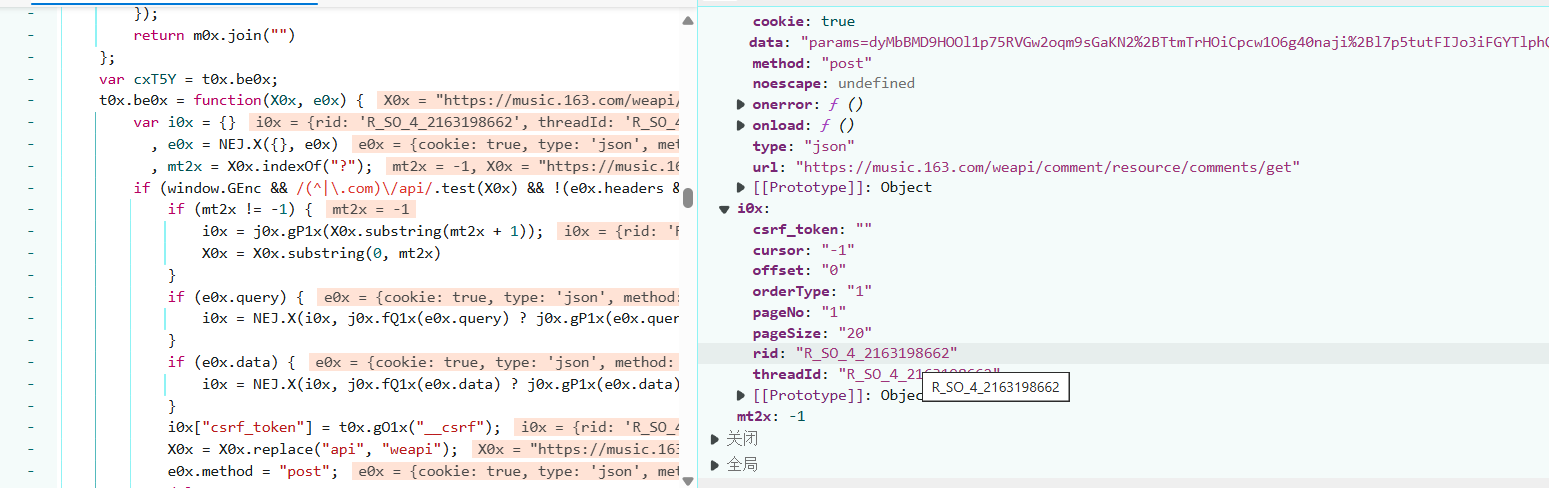 });
return m0x.join("")
};
var cxT5Y = t0x.be0x;
t0x.be0x = function(X0x, e0x) { X0x = "https://music.163.com/weapi/
var i0x = {} i0x = {rid: 'R_SO_4_2163198662', threadId: 'R_SO_4
, e0x = NEJ.X({}, e0x) e0x = {cookie: true, type: 'json', met
, mt2x = X0x.indexOf("?"); mt2x = -1, X0x = "https://music.16
if (window.GEnc && /(^|\.com)\/api/.test(X0x) && !(e0x.headers &
if (mt2x != -1) { mt2x = -1
i0x = j0x.gP1x(X0x.substring(mt2x + 1)); i0x = {rid: 'R
X0x = X0x.substring(0, mt2x)
}
if (e0x.query) { e0x = {cookie: true, type: 'json', method:
i0x = NEJ.X(i0x, j0x.fQ1x(e0x.query) ? j0x.gP1x(e0x.quer
}
if (e0x.data) { e0x = {cookie: true, type: 'json', method:
i0x = NEJ.X(i0x, j0x.fQ1x(e0x.data) ? j0x.gP1x(e0x.data)
}
i0x["csrf_token"] = t0x.gO1x("__csrf"); i0x = {rid: 'R_SO_4
X0x = X0x.replace("api", "weapi"); X0x = "https://music.163
e0x.method = "post"; e0x = {cookie: true, type: 'json', met
cookie: true
data: "params=dyMbBMD9HOOl1p75RVGw2oqm9sGaKN2%2BTtmTrHOiCpcw1O6g40naji%2Bl7p5tutFIJo3iFGYTlph
method: "post"
noescape: undefined
onerror: ƒ ()
onload: ƒ ()
type: "json"
url: "https://music.163.com/weapi/comment/resource/comments/get"
[[Prototype]]: Object
i0x:
csrf_token: ""
cursor: "-1"
offset: "0"
orderType: "1"
pageNo: "1"
pageSize: "20"
rid: "R_SO_4_2163198662"
threadId: "R_SO_4_2163198662"
R_SO_4_2163198662
[[Prototype]]: Objec
mt2x: -1
关闭
全局